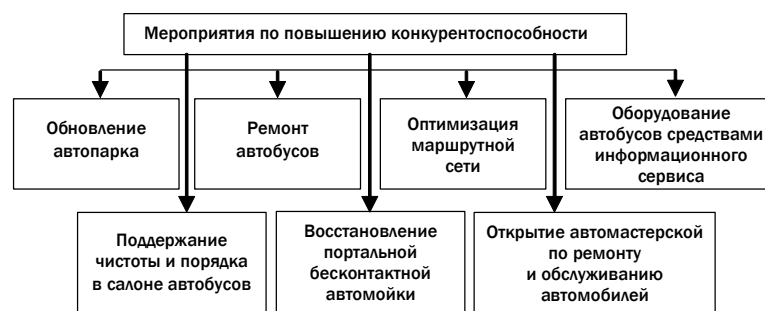 Мероприятия по повышению конкурентоспособности
Обновление
автопарка
Ремонт
автобусов
Оптимизация
маршрутной
сети
Оборудование
автобусов средствами
информационного
сервиса
Поддержание
чистоты и порядка
в салоне автобусов
Восстановление
портальной
бесконтактной
автомойки
Открытие автомастерской
по ремонту
и обслуживанию
автомобилей